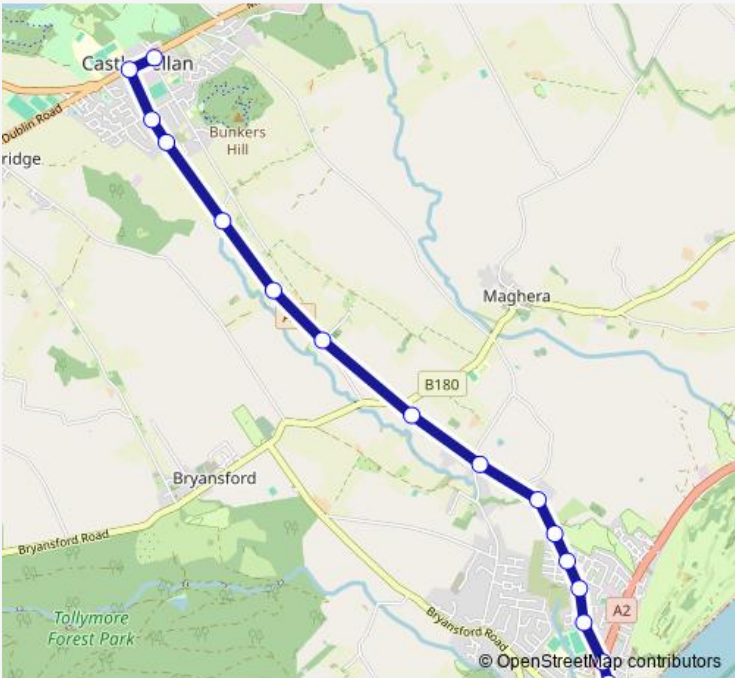 Dublin Road
ridge
Bunkers
Hill
Maghera
B180
Bryansford
Bryansford Road
Tollymore
Forest Park
Bryansford Road
A2
© OpenStreetMap contributors